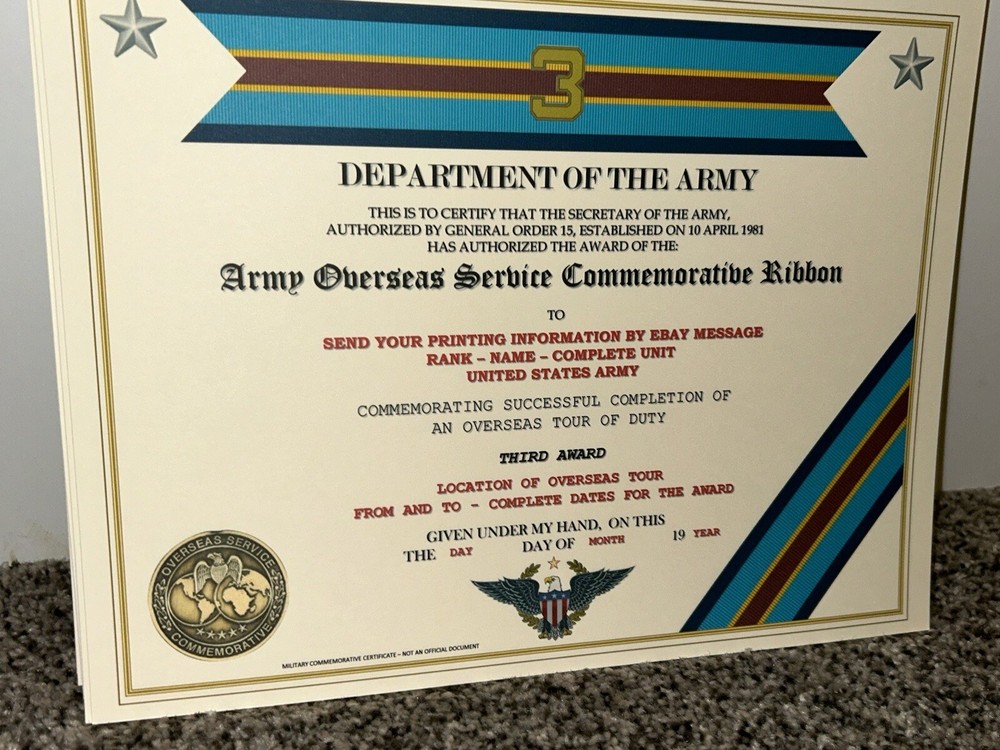 3
DEPARTMENT OF THE ARMY
THIS IS TO CERTIFY THAT THE SECRETARY OF THE ARMY,
AUTHORIZED BY GENERAL ORDER 15, ESTABLISHED ON 10 APRIL 1981
HAS AUTHORIZED THE AWARD OF THE:
Army Overseas Service Commemorative Ribbon
TO
SEND YOUR PRINTING INFORMATION BY EBAY MESSAGE
RANK – NAME – COMPLETE UNIT
UNITED STATES ARMY
COMMEMORATING SUCCESSFUL COMPLETION OF
AN OVERSEAS TOUR OF DUTY
THIRD AWARD
LOCATION OF OVERSEAS TOUR
FROM AND TO – COMPLETE DATES FOR THE AWARD
GIVEN UNDER MY HAND, ON THIS
THE DAY DAY OF MONTH 19 YEAR
OVERSEAS SERVICE
COMMEMORATIVE
MILITARY COMMEMORATIVE CERTIFICATE – NOT AN OFFICIAL DOCUMENT